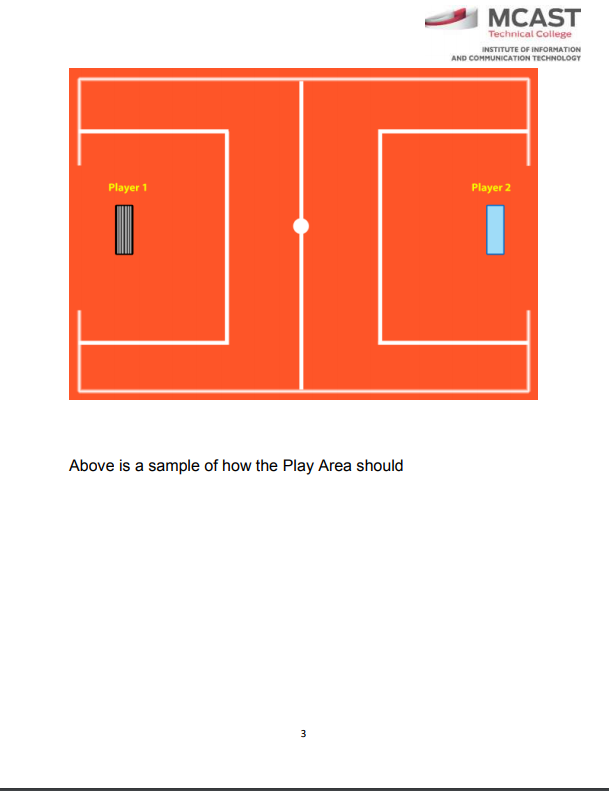 MCAST
Technical College
INSTITUTE OF INFORMATION
AND COMMUNICATION TECHNOLOGY
Player 1
Player 2
Above is a sample of how the Play Area should
3